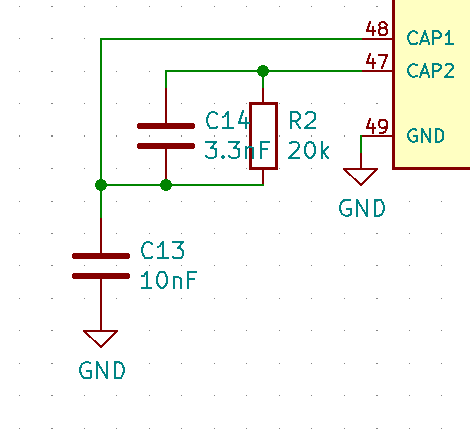 48 CAP1
47 CAP2
C14 R2
3.3nF 20k
49 GND
GND
C13
10nF
GND